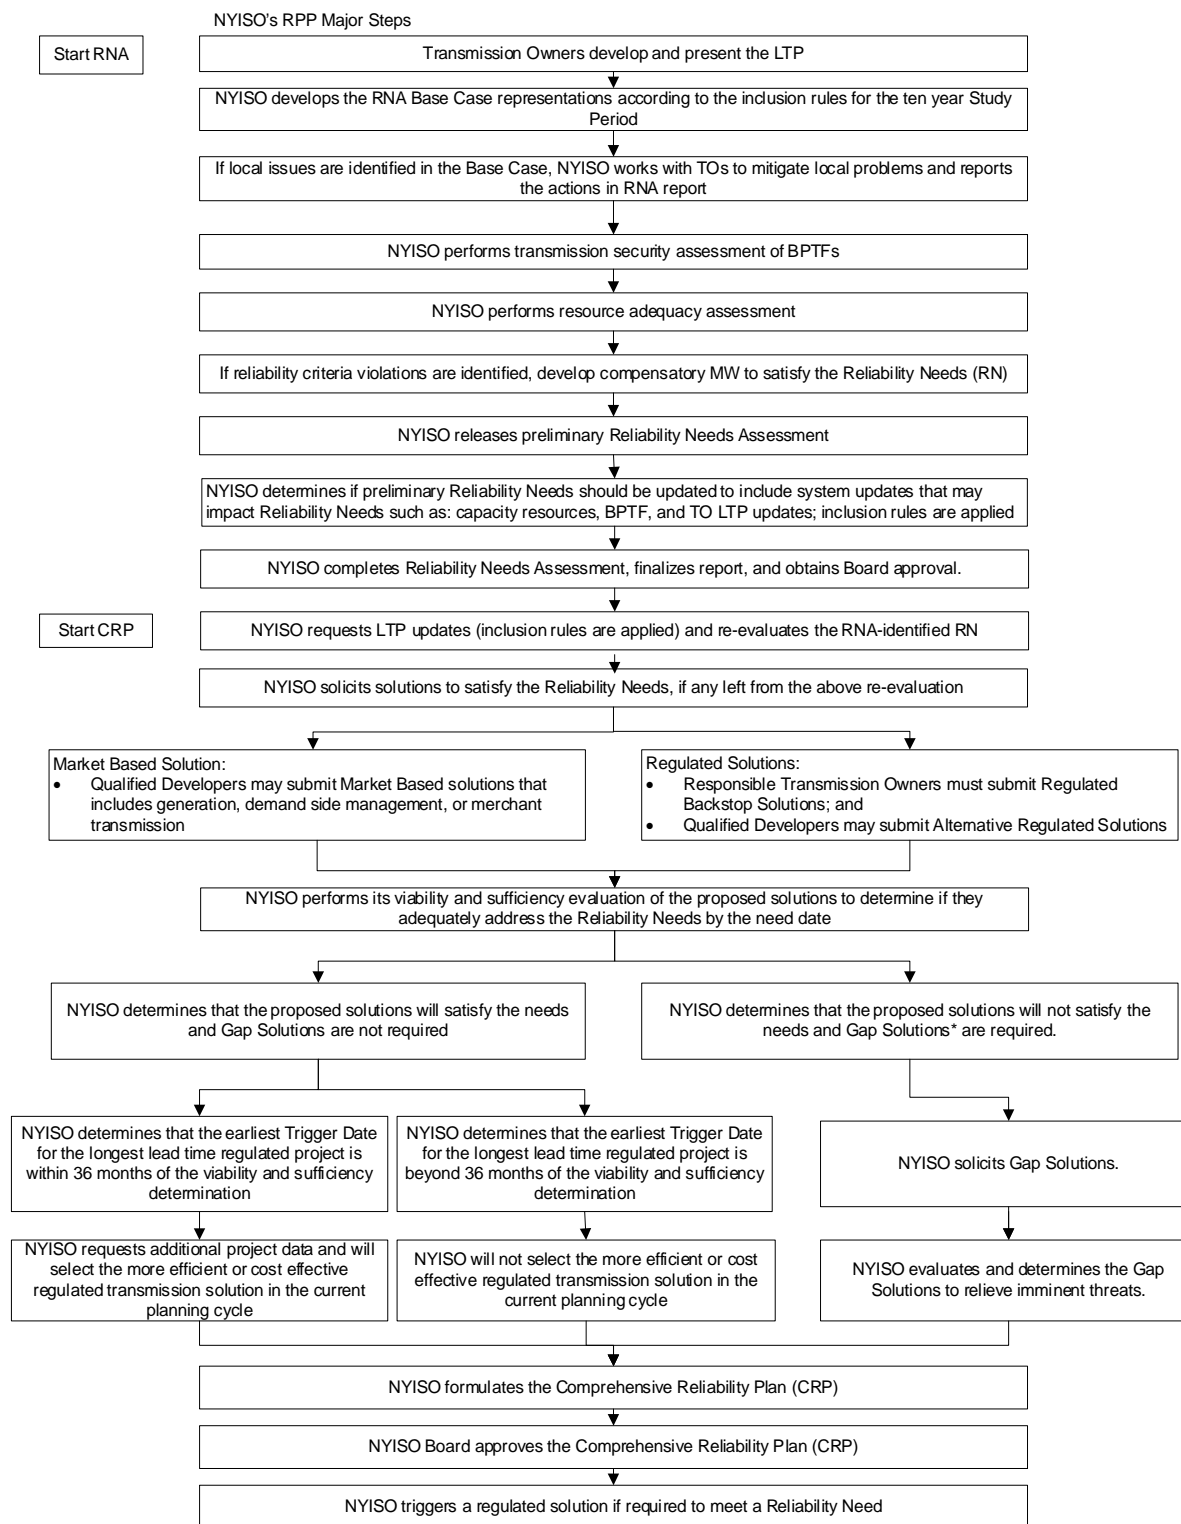 NYISO's RPP Major Steps
Start RNA
Transmission Owners develop and present the LTP
NYISO develops the RNA Base Case representations according to the inclusion rules for the ten year Study
Period
If local issues are identified in the Base Case, NYISO works with TOs to mitigate local problems and reports
the actions in RNA report
NYISO performs transmission security assessment of BPTFs
NYISO performs resource adequacy assessment
If reliability criteria violations are identified, develop compensatory MW to satisfy the Reliability Needs (RN)
NYISO releases preliminary Reliability Needs Assessment
NYISO determines if preliminary Reliability Needs should be updated to include system updates that may
impact Reliability Needs such as: capacity resources, BPTF, and TO LTP updates; inclusion rules are applied
NYISO completes Reliability Needs Assessment, finalizes report, and obtains Board approval.
Start CRP
NYISO requests LTP updates (inclusion rules are applied) and re-evaluates the RNA-identified RN
NYISO solicits solutions to satisfy the Reliability Needs, if any left from the above re-evaluation
Market Based Solution:
• Qualified Developers may submit Market Based solutions that
includes generation, demand side management, or merchant
transmission
Regulated Solutions:
• Responsible Transmission Owners must submit Regulated
Backstop Solutions; and
• Qualified Developers may submit Alternative Regulated Solutions
NYISO performs its viability and sufficiency evaluation of the proposed solutions to determine if they
adequately address the Reliability Needs by the need date
NYISO determines that the proposed solutions will satisfy the needs
and Gap Solutions are not required
NYISO determines that the proposed solutions will not satisfy the
needs and Gap Solutions* are required.
NYISO determines that the earliest Trigger Date
for the longest lead time regulated project is
within 36 months of the viability and sufficiency
determination
NYISO determines that the earliest Trigger Date
for the longest lead time regulated project is
beyond 36 months of the viability and sufficiency
determination
NYISO solicits Gap Solutions.
NYISO requests additional project data and will
select the more efficient or cost effective
regulated transmission solution in the current
planning cycle
NYISO will not select the more efficient or cost
effective regulated transmission solution in the
current planning cycle
NYISO evaluates and determines the Gap
Solutions to relieve imminent threats.
NYISO formulates the Comprehensive Reliability Plan (CRP)
NYISO Board approves the Comprehensive Reliability Plan (CRP)
NYISO triggers a regulated solution if required to meet a Reliability Need